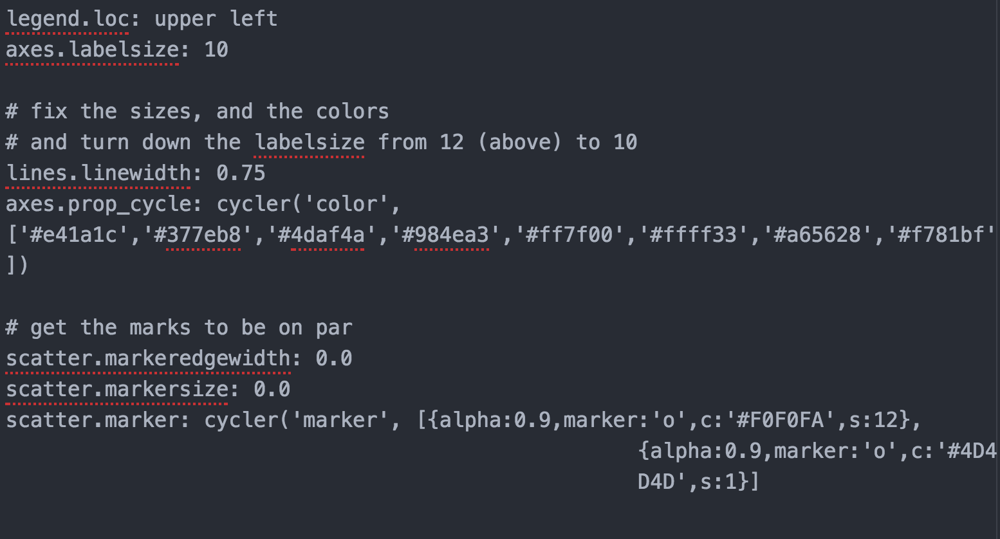 legend.loc: upper left
axes.labelsize: 10
# fix the sizes, and the colors
# and turn down the labelsize from 12 (above) to 10
lines.linewidth: 0.75
axes.prop_cycle: cycler('color',
['#e41a1c','#377eb8','#4daf4a','#984ea3','#ff7f00','#ffff33','#a65628','#f781bf'
])
# get the marks to be on par
scatter.markeredgewidth: 0.0
scatter.markersize: 0.0
scatter.marker: cycler('marker', [{alpha:0.9,marker:'o',c:'#F0F0FA',s:12},
{alpha:0.9,marker:'o',c:'#4D4
D4D',s:1}]